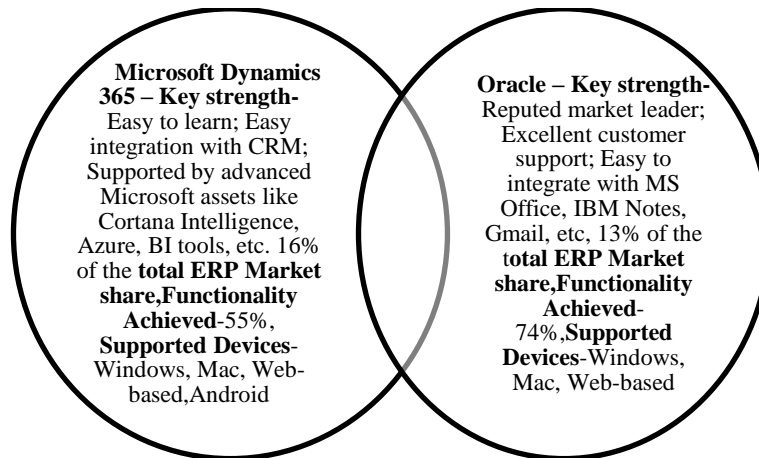 Microsoft Dynamics
365 – Key strength-
Easy to learn; Easy
integration with CRM;
Supported by advanced
Microsoft assets like
Cortana Intelligence,
Azure, BI tools, etc. 16%
of the total ERP Market
share,Functionality
Achieved-55%,
Supported Devices-
Windows, Mac, Web-
based,Android
Oracle – Key strength-
Reputed market leader;
Excellent customer
support; Easy to
integrate with MS
Office, IBM Notes,
Gmail, etc, 13% of the
total ERP Market
share,Functionality
Achieved-
74%,Supported
Devices-Windows,
Mac, Web-based